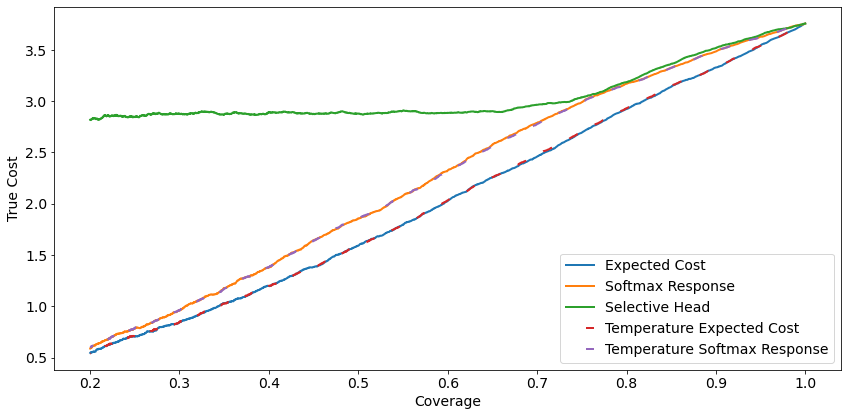 3.5
3.0
2.5
2.0
1.5
1.0
0.5
True Cost
0.2 0.3 0.4 0.5 0.6 0.7 0.8 0.9 1.0
Coverage
Expected Cost
Softmax Response
Selective Head
Temperature Expected Cost
Temperature Softmax Response